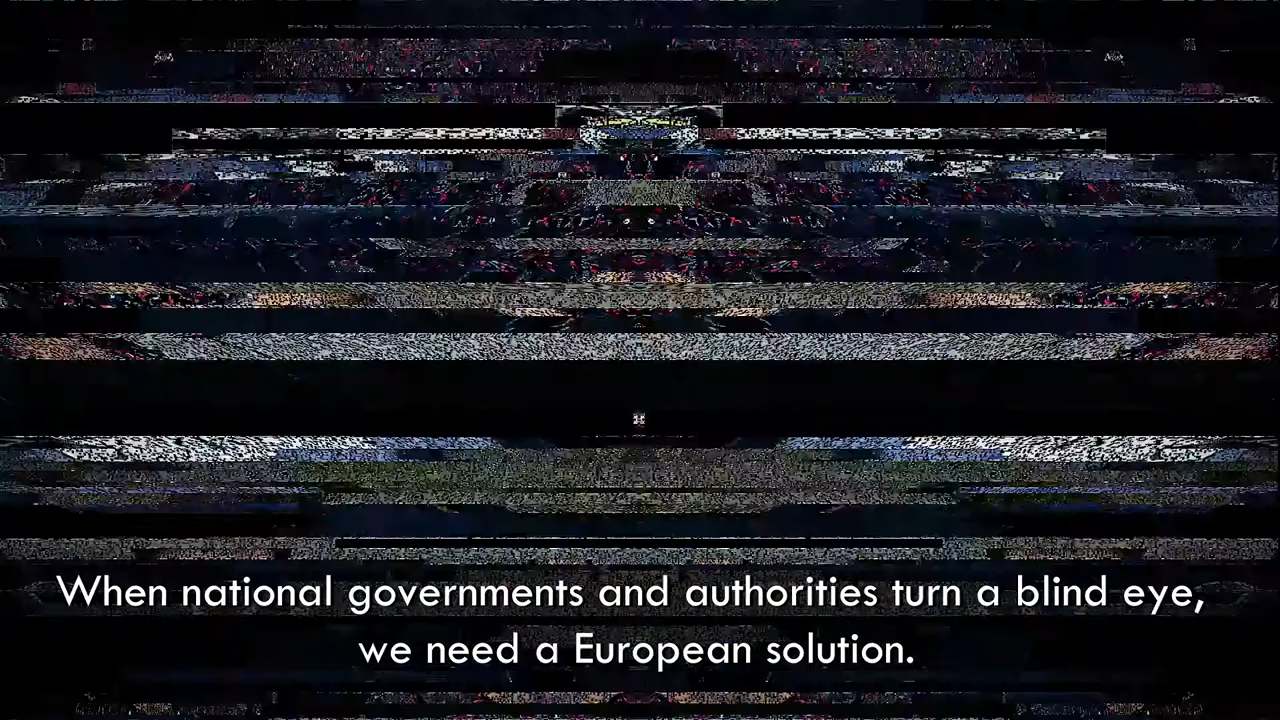 When national governments and authorities turn a blind eye,
we need a European solution.